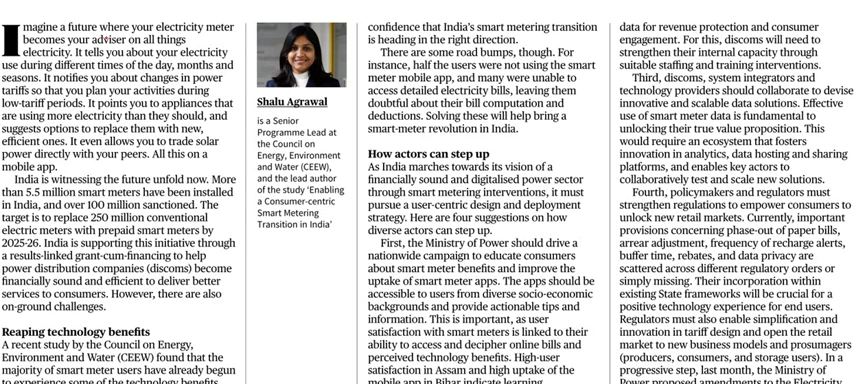 Imagine a future where your electricity meter
becomes your adviser on all things
electricity. It tells you about your electricity
use during different times of the day, months and
seasons. It notifies you about changes in power
tariffs so that you plan your activities during
low-tariff periods. It points you to appliances that
are using more electricity than they should, and
suggests options to replace them with new,
efficient ones. It even allows you to trade solar
power directly with your peers. All this on a
mobile app.
India is witnessing the future unfold now. More
than 5.5 million smart meters have been installed
in India, and over 100 million sanctioned. The
target is to replace 250 million conventional
electric meters with prepaid smart meters by
2025-26. India is supporting this initiative through
a results-linked grant-cum-financing to help
power distribution companies (discoms) become
financially sound and efficient to deliver better
services to consumers. However, there are also
on-ground challenges.
Reaping technology benefits
A recent study by the Council on Energy,
Environment and Water (CEEW) found that the
majority of smart meter users have already begun
to experience some of the technology benefits.
Shalu Agrawal
is a Senior
Programme Lead at
the Council on
Energy, Environment
and Water (CEEW),
and the lead author
of the study ‘Enabling
a Consumer-centric
Smart Metering
Transition in India’
confidence that India’s smart metering transition
is heading in the right direction.
There are some road bumps, though. For
instance, half the users were not using the smart
meter mobile app, and many were unable to
access detailed electricity bills, leaving them
doubtful about their bill computation and
deductions. Solving these will help bring a
smart-meter revolution in India.
How actors can step up
As India marches towards its vision of a
financially sound and digitalised power sector
through smart metering interventions, it must
pursue a user-centric design and deployment
strategy. Here are four suggestions on how
diverse actors can step up.
First, the Ministry of Power should drive a
nationwide campaign to educate consumers
about smart meter benefits and improve the
uptake of smart meter apps. The apps should be
accessible to users from diverse socio-economic
backgrounds and provide actionable tips and
information. This is important, as user
satisfaction with smart meters is linked to their
ability to access and decipher online bills and
perceived technology benefits. High-user
satisfaction in Assam and high uptake of the
mobile app in Bihar indicate learning
data for revenue protection and consumer
engagement. For this, discoms will need to
strengthen their internal capacity through
suitable staffing and training interventions.
Third, discoms, system integrators and
technology providers should collaborate to devise
innovative and scalable data solutions. Effective
use of smart meter data is fundamental to
unlocking their true value proposition. This
would require an ecosystem that fosters
innovation in analytics, data hosting and sharing
platforms, and enables key actors to
collaboratively test and scale new solutions.
Fourth, policymakers and regulators must
strengthen regulations to empower consumers to
unlock new retail markets. Currently, important
provisions concerning phase-out of paper bills,
arrear adjustment, frequency of recharge alerts,
buffer time, rebates, and data privacy are
scattered across different regulatory orders or
simply missing. Their incorporation within
existing State frameworks will be crucial for a
positive technology experience for end users.
Regulators must also enable simplification and
innovation in tariff design and open the retail
market to new business models and prosumagers
(producers, consumers, and storage users). In a
progressive step, last month, the Ministry of
Power proposed amendments to the Electricity